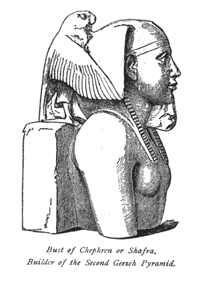 Bust of Chephren or Shafra,
Builder of the Second Geezeh Pyramid.